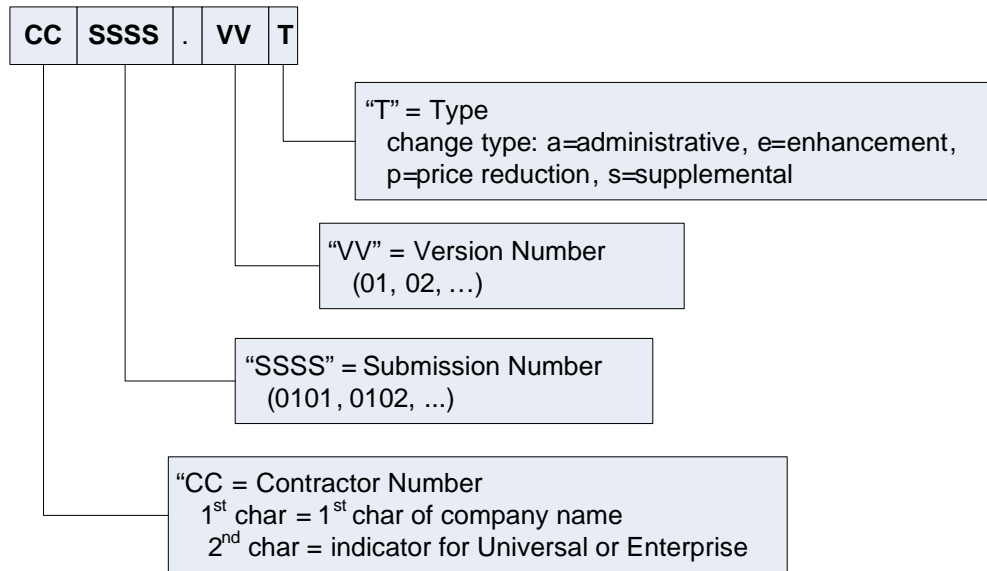 CC SSSS . VV T
“T” = Type
change type: a=administrative, e=enhancement,
p=price reduction, s=supplemental
“VV” = Version Number
(01, 02, …)
“SSSS” = Submission Number
(0101, 0102, ...)
“CC = Contractor Number
1st char = 1st char of company name
2nd char = indicator for Universal or Enterprise